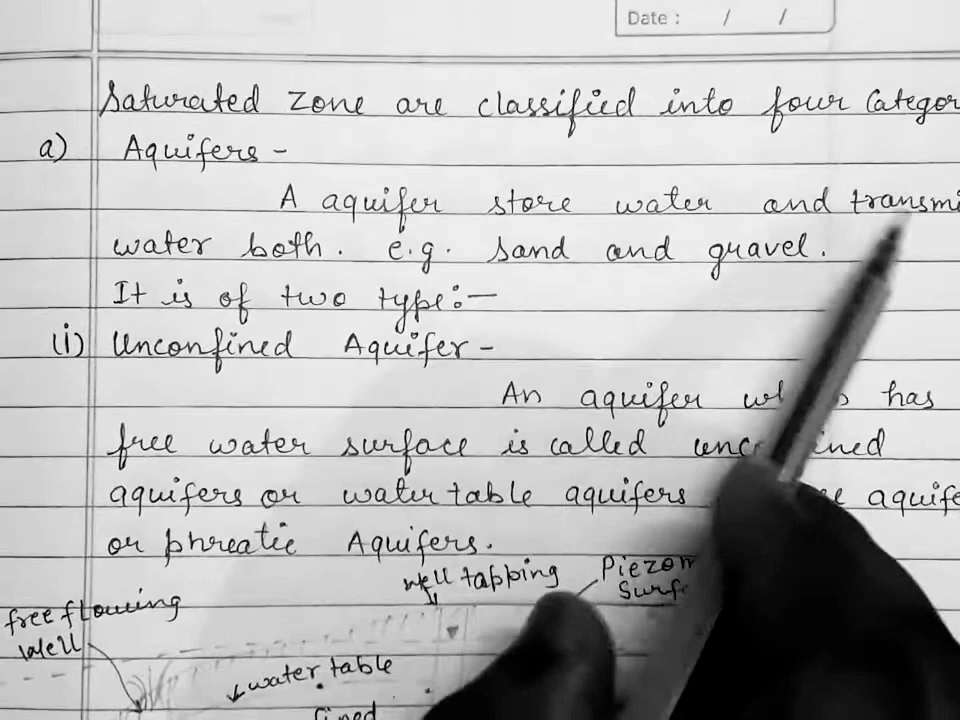 Date : / /
Saturated zone are classified into four
a) Aquifers -
A aquifer store water and
water both. e.g. sand and gravel.
It is of two type:-
(i) Unconfined Aquifer -
An aquifer has
free water surface is called
aquifers or water table aquifers
or phreatic Aquifers.
well tapping
free flowing
well
water table